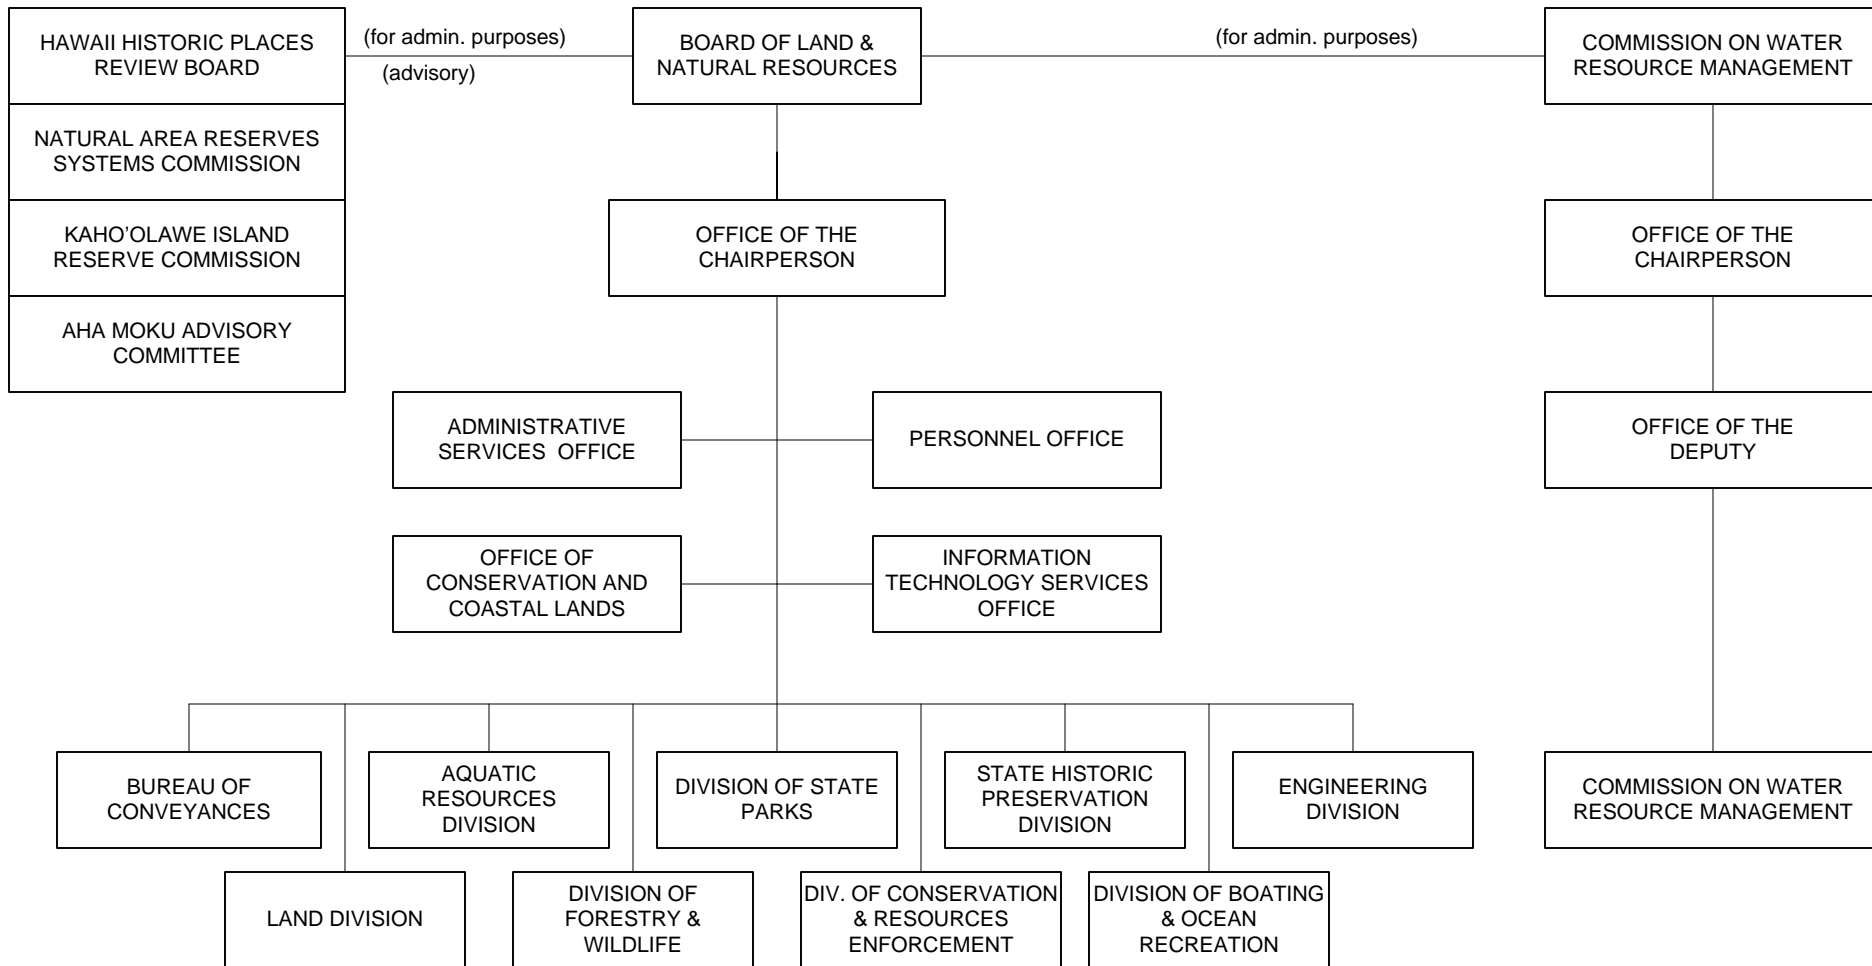 HAWAII HISTORIC PLACES
REVIEW BOARD
(for admin. purposes)
(advisory)
BOARD OF LAND &
NATURAL RESOURCES
(for admin. purposes)
COMMISSION ON WATER
RESOURCE MANAGEMENT
NATURAL AREA RESERVES
SYSTEMS COMMISSION
KAHO’OLAWE ISLAND
RESERVE COMMISSION
OFFICE OF THE
CHAIRPERSON
OFFICE OF THE
CHAIRPERSON
AHA MOKU ADVISORY
COMMITTEE
ADMINISTRATIVE
SERVICES OFFICE
PERSONNEL OFFICE
OFFICE OF THE
DEPUTY
OFFICE OF
CONSERVATION AND
COASTAL LANDS
INFORMATION
TECHNOLOGY SERVICES
OFFICE
BUREAU OF
CONVEYANCES
AQUATIC
RESOURCES
DIVISION
DIVISION OF STATE
PARKS
STATE HISTORIC
PRESERVATION
DIVISION
ENGINEERING
DIVISION
COMMISSION ON WATER
RESOURCE MANAGEMENT
LAND DIVISION
DIVISION OF
FORESTRY &
WILDLIFE
DIV. OF CONSERVATION
& RESOURCES
ENFORCEMENT
DIVISION OF BOATING
& OCEAN
RECREATION